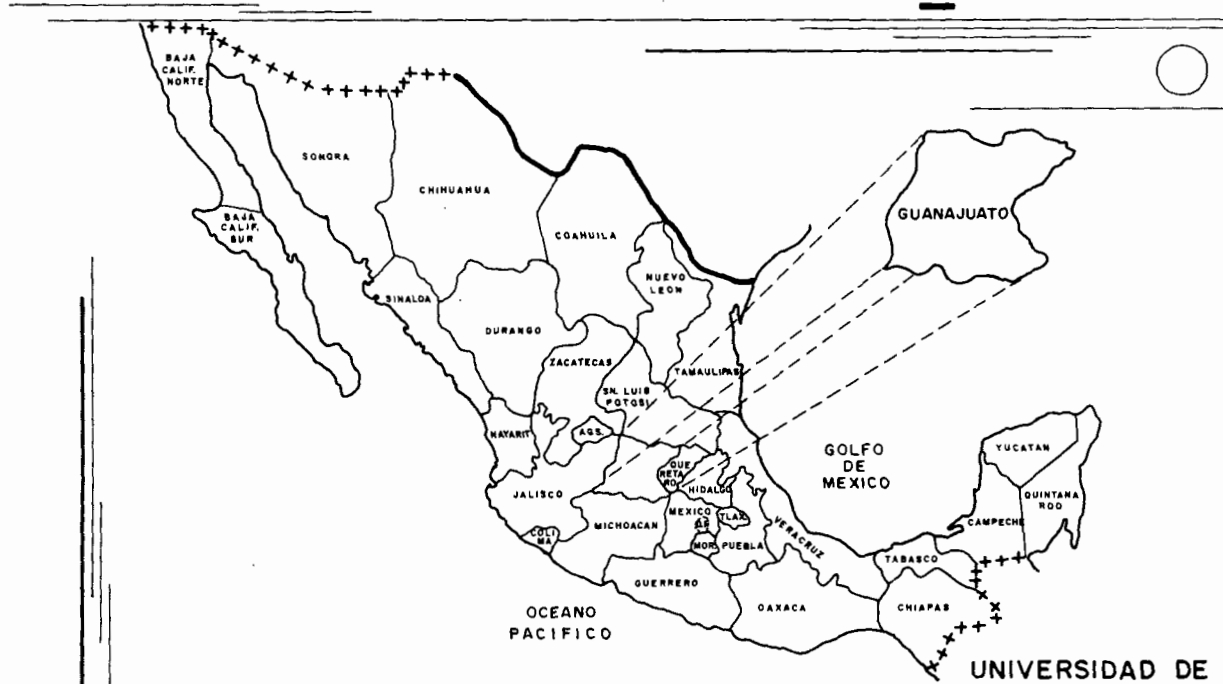 BAJA
CALIF.
NORTE
SONORA
CHIHUAHUA
COAHUILA
GUANAJUATO
BAJA
CALIF.
SUR
NUEVO
LEON
SINALOA
DURANGO
ZACATECAS
TAMAULIPAS
SN. LUIS
POTOSI
NAYARIT
AGS.
JALISCO
QUE
RETA
RO.
HIDALGO
GOLFO
DE
MEXICO
YUCATAN
QUINTANA
ROO
CAMPECHE
COLI
MA
MICHOACAN
MEXICO
D.F.
TLAX.
MOR.
PUEBLA
VERACRUZ
TABASCO
GUERRERO
OAXACA
CHIAPAS
OCEANO
PACIFICO
UNIVERSIDAD DE